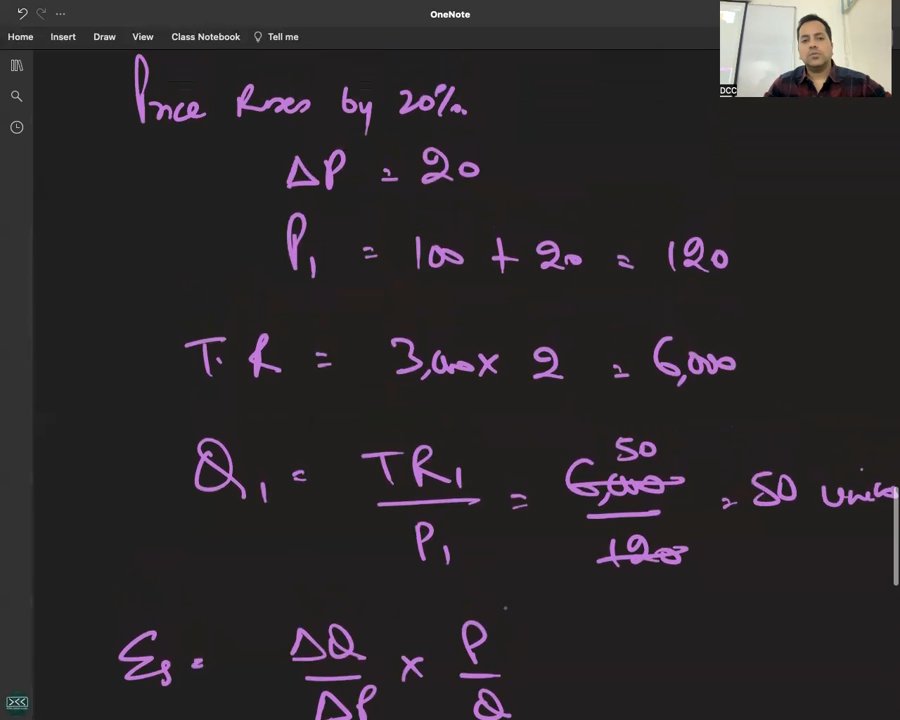 OneNote
Home Insert Draw View Class Notebook Tell me
DCC
Price Rises by 20%.
ΔP = 20
P₁ = 100 + 20 = 120
T.R = 3,000 x 2 = 6,000
Q₁ = TR₁ / P₁ = 6,000 / 120 50 = 50 units
Es = ΔQ / ΔP x P / Q